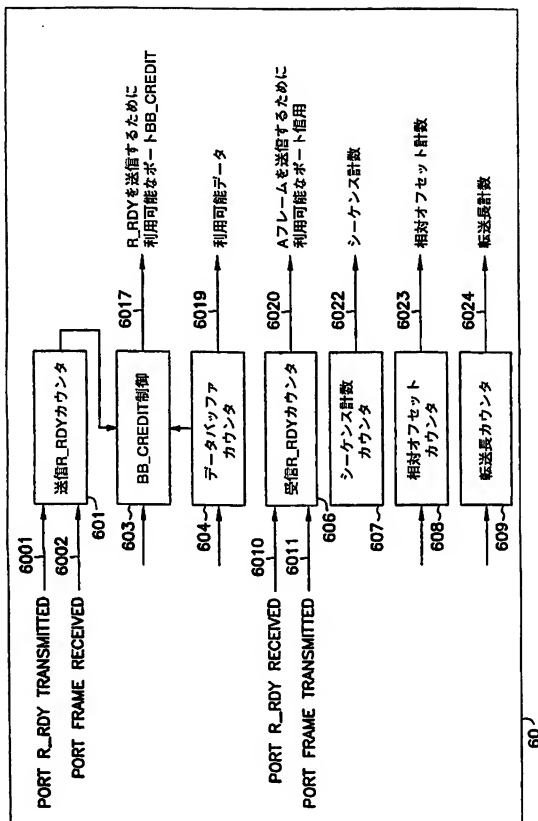 PORT R_RDY TRANSMITTED
6001
PORT FRAME RECEIVED
6002
送信R_RDYカウンタ
601
BB_CREDIT制御
603
6017
R_RDYを送信するために
利用可能なポートBB_CREDIT
データバッファ
カウンタ
604
6019
利用可能データ
PORT R_RDY RECEIVED
6010
PORT FRAME TRANSMITTED
6011
受信R_RDYカウンタ
606
6020
Aフレームを送信するために
利用可能なポート信用
シーケンス計数
カウンタ
607
6022
シーケンス計数
相対オフセット
カウンタ
608
6023
相対オフセット計数
転送長カウンタ
609
6024
転送長計数
60